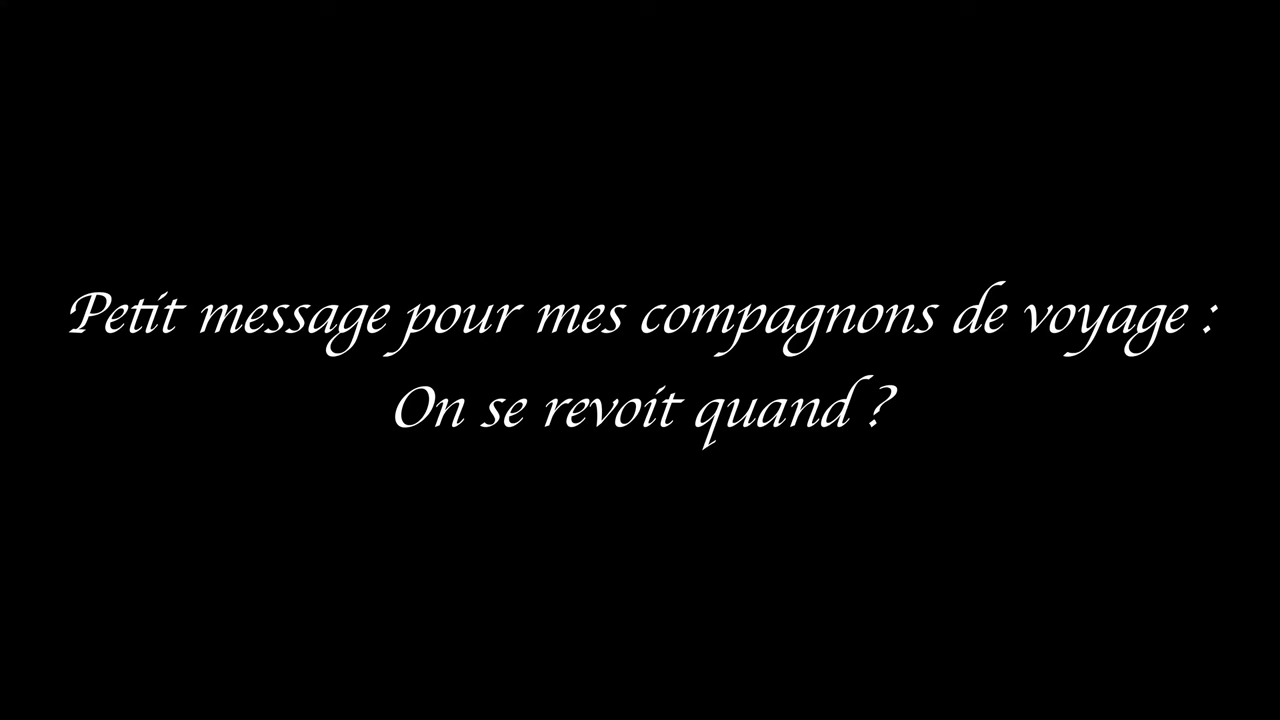 Petit message pour mes compagnons de voyage :
On se revoit quand ?